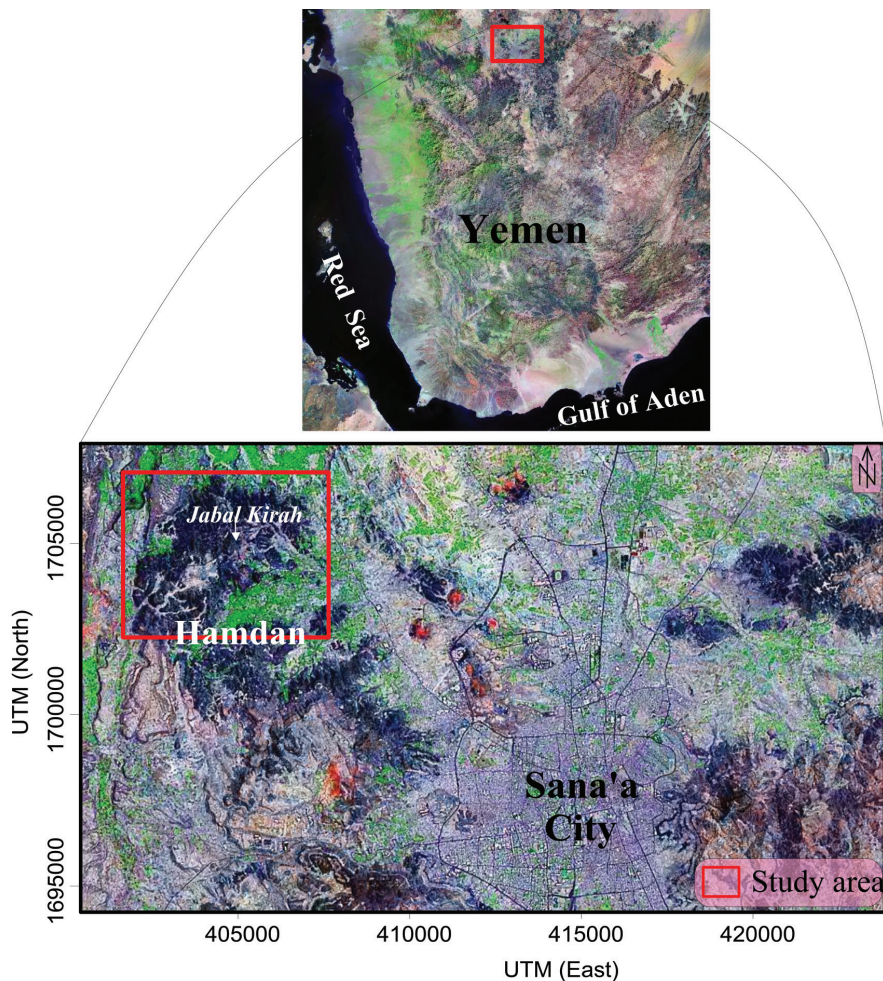 Yemen
Red Sea
Gulf of Aden
N
Jabal Kirah
Hamdan
Sana'a
City
Study area
UTM (North)
1705000
1700000
1695000
405000
410000
415000
420000
UTM (East)